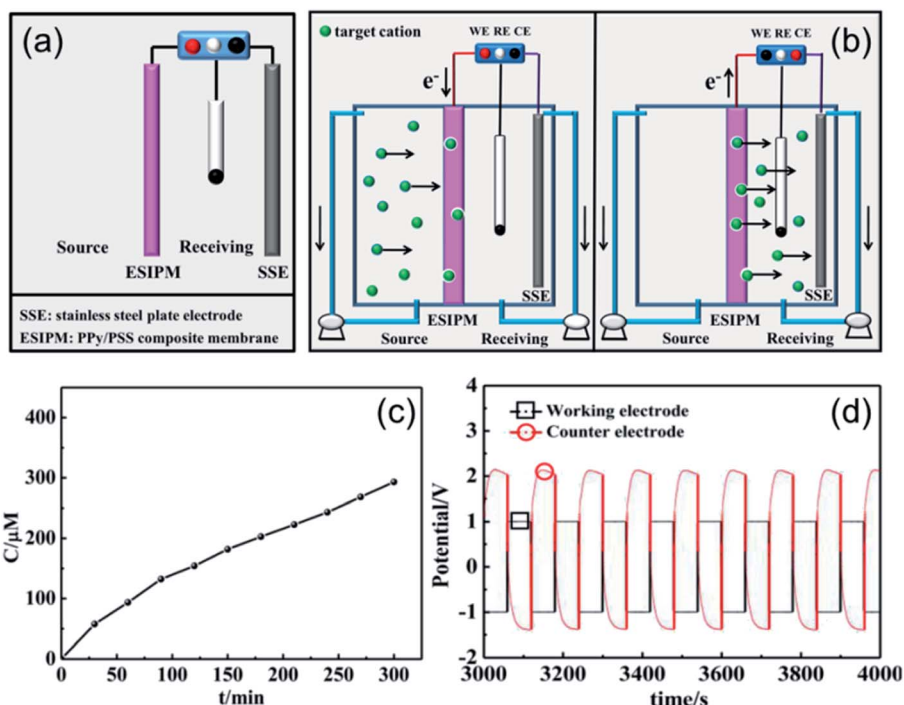 (a)
Source
Receiving
ESIPM
SSE
SSE: stainless steel plate electrode
ESIPM: PPy/PSS composite membrane
(b)
target cation
WE RE CE
e-
SSE
ESIPM
Source
Receiving
WE RE CE
e-
SSE
ESIPM
Source
Receiving
(c)
400
300
200
100
0
C/μM
0 50 100 150 200 250 300
t/min
(d)
Working electrode
Counter electrode
4
3
2
1
0
-1
-2
Potential/V
3000 3200 3400 3600 3800 4000
time/s